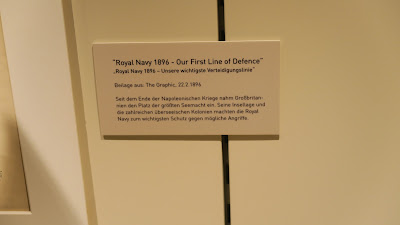 "Royal Navy 1896 - Our First Line of Defence"
„Royal Navy 1896 – Unsere wichtigste Verteidigungslinie"
Beilage aus: The Graphic, 22.2.1896
Seit dem Ende der Napoleonischen Kriege nahm Großbritan-
nien den Platz der größten Seemacht ein. Seine Insellage und
die zahlreichen überseeischen Kolonien machten die Royal
Navy zum wichtigsten Schutz gegen mögliche Angriffe.